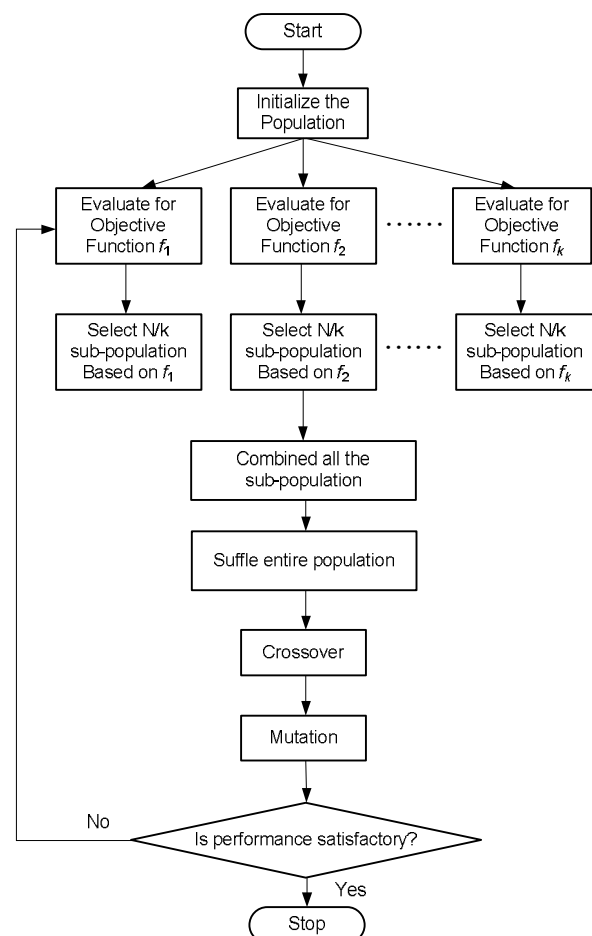 Start
Initialize the
Population
Evaluate for
Objective
Function f1
Evaluate for
Objective
Function f2
......
Evaluate for
Objective
Function fk
Select N/k
sub-population
Based on f1
Select N/k
sub-population
Based on f2
......
Select N/k
sub-population
Based on fk
Combined all the
sub-population
Suffle entire population
Crossover
Mutation
Is performance satisfactory?
No
Yes
Stop